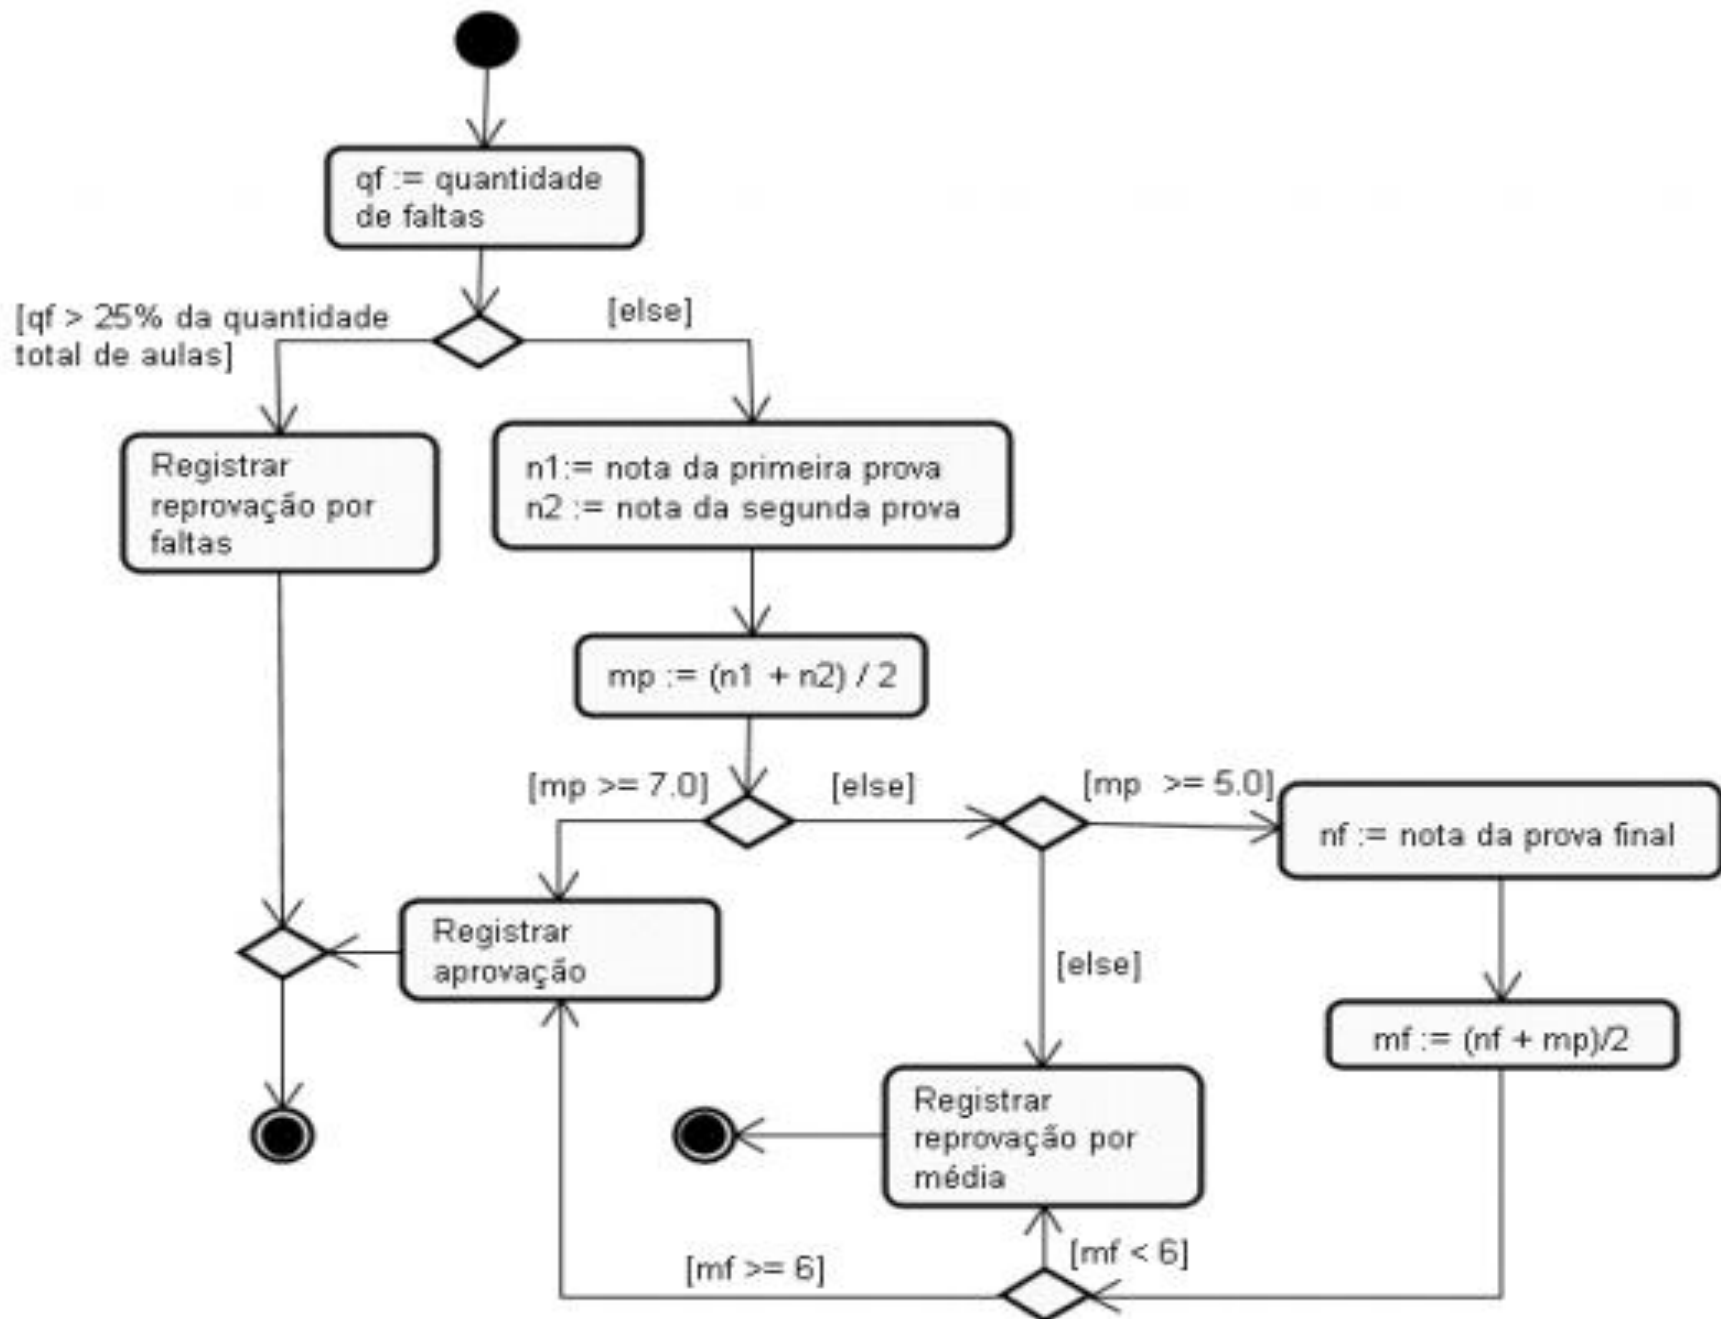 qf := quantidade
de faltas
[qf > 25% da quantidade
total de aulas]
[else]
Registrar
reprovação por
faltas
n1:= nota da primeira prova
n2 := nota da segunda prova
mp := (n1 + n2) / 2
[mp >= 7.0]
[else]
[mp >= 5.0]
nf := nota da prova final
Registrar
aprovação
[else]
mf := (nf + mp)/2
Registrar
reprovação por
média
[mf >= 6]
[mf < 6]